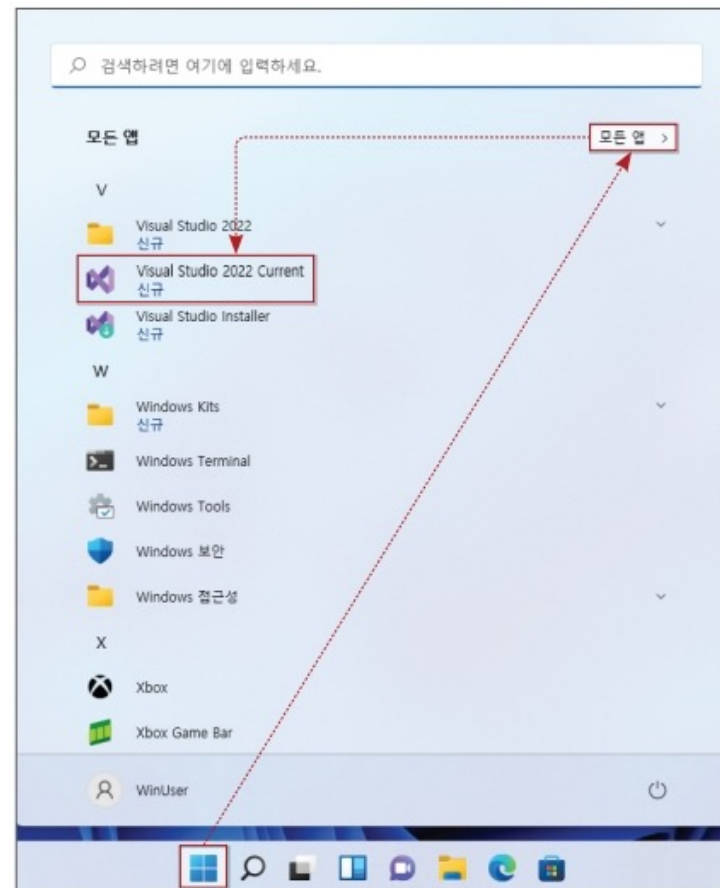 검색하려면 여기에 입력하세요.
모든 앱
모든 앱 >
V
Visual Studio 2022
신규
Visual Studio 2022 Current
신규
Visual Studio Installer
신규
W
Windows Kits
신규
Windows Terminal
Windows Tools
Windows 보안
Windows 접근성
X
Xbox
Xbox Game Bar
WinUser